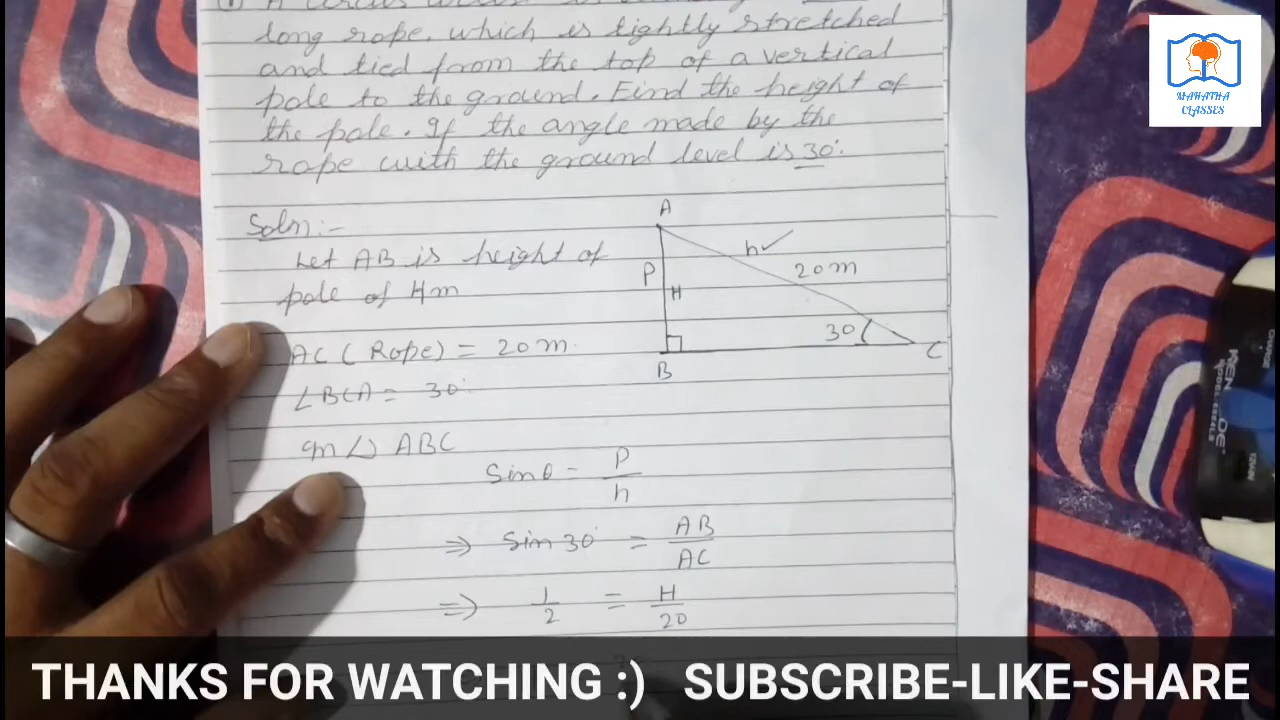 long rope. which is tightly stretched
and tied from the top of a vertical
pole to the ground. Find the height of
the pole. If the angle made by the
rope with the ground level is 30°.
Soln:-
Let AB is height of
pole of Hm
AC (Rope) = 20m.
∠BCA = 30°
In △ ABC
Sinθ = P/h
⇒ Sin 30° = AB/AC
⇒ 1/2 = H/20
A
h✓
20m
P
H
30
B
C
MAHATHA
CLASSES
THANKS FOR WATCHING :) SUBSCRIBE-LIKE-SHARE